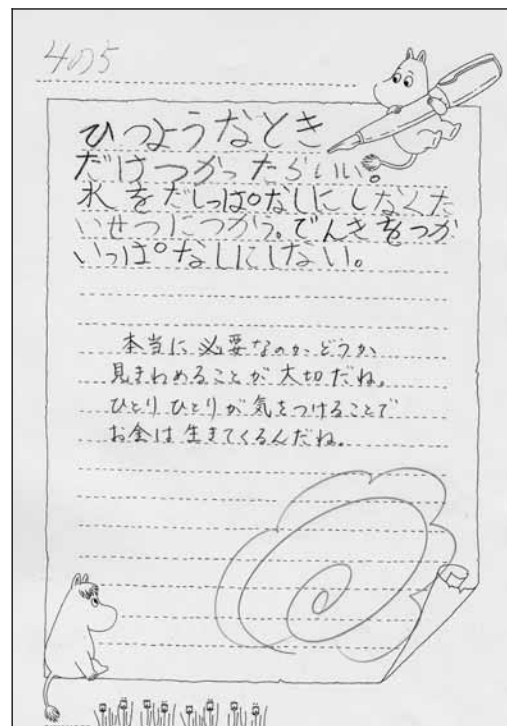 4の5
ひつようなとき
だけつかったらいい。
水をだしっぱなしにしなくた
いせつにつかう。でんきをつか
いっぱなしにしない。
本当に必要なのかどうか
見きわめることが大切だね。
ひとりひとりが気をつけることで
お金は生きてくるんだね。